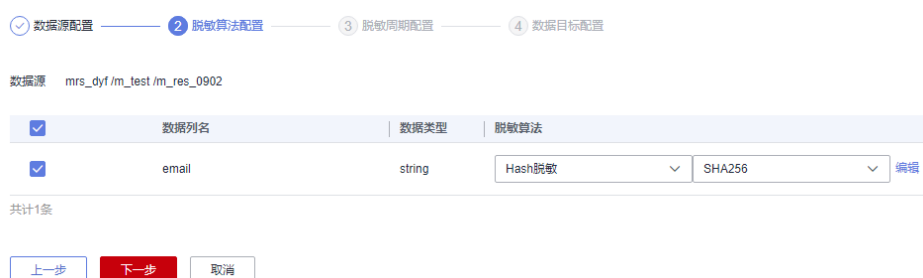 数据源配置 2 脱敏算法配置 3 脱敏周期配置 4 数据目标配置
数据源 mrs_dyf /m_test /m_res_0902
数据列名 数据类型 脱敏算法
email string Hash脱敏 SHA256 编辑
共计1条
上一步 下一步 取消